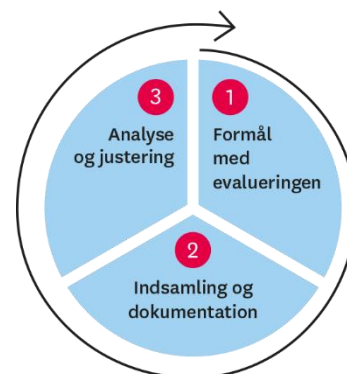 1
Formål
med
evalueringen
2
Indsamling og
dokumentation
3
Analyse
og justering